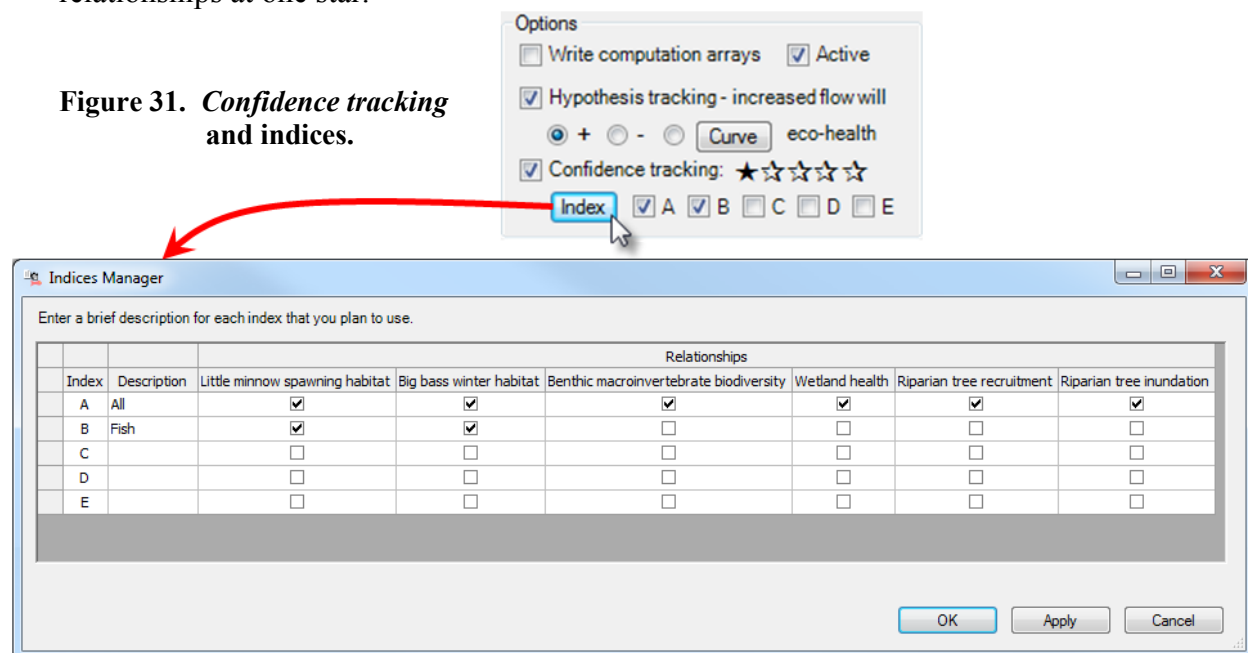 relationships at one star.
Options
Write computation arrays Active
Figure 31. Confidence tracking
and indices.
Hypothesis tracking - increased flow will
+ - Curve eco-health
Confidence tracking:
Index A B C D E
Indices Manager
Enter a brief description for each index that you plan to use.
Relationships
Index Description Little minnow spawning habitat Big bass winter habitat Benthic macroinvertebrate biodiversity Wetland health Riparian tree recruitment Riparian tree inundation
A All
B Fish
C
D
E
OK Apply Cancel